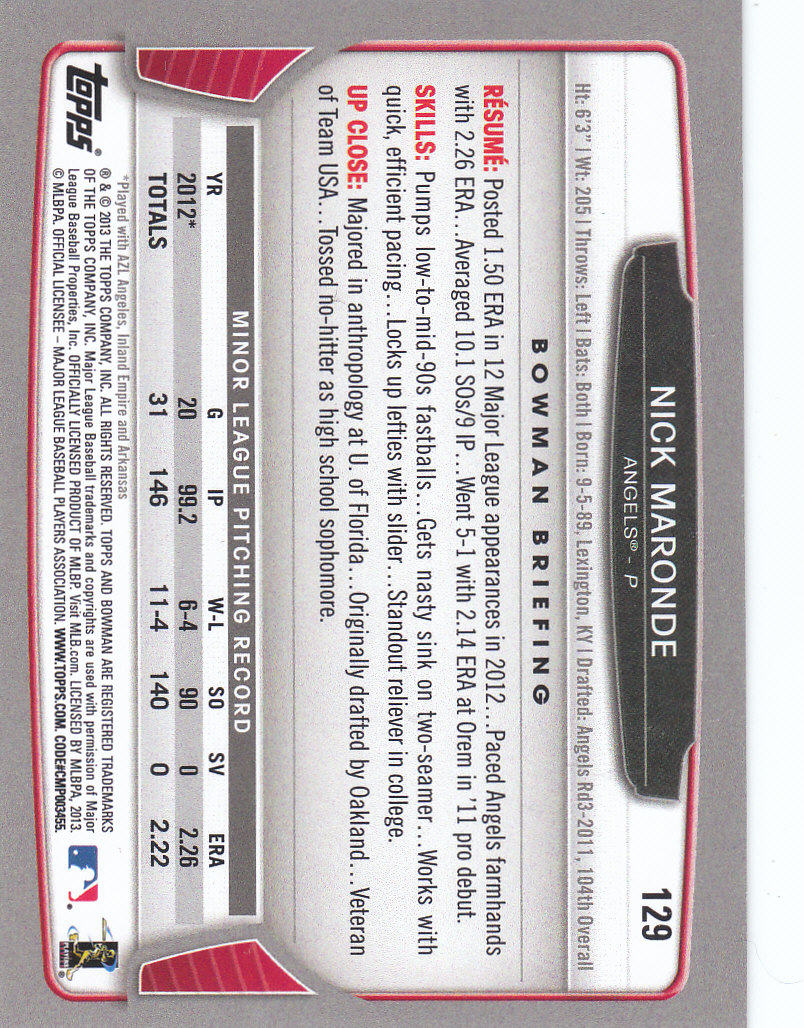 129
NICK MARONDE
ANGELS® - P
Ht: 6'3" | Wt: 205 | Throws: Left | Bats: Both | Born: 9-5-89, Lexington, KY | Drafted: Angels Rd3-2011, 104th Overall
BOWMAN BRIEFING
RÉSUMÉ: Posted 1.50 ERA in 12 Major League appearances in 2012...Paced Angels farmhands
with 2.26 ERA...Averaged 10.1 SOs/9 IP...Went 5-1 with 2.14 ERA at Orem in '11 pro debut.
SKILLS: Pumps low-to-mid-90s fastballs...Gets nasty sink on two-seamer...Works with
quick, efficient pacing...Locks up lefties with slider...Standout reliever in college.
UP CLOSE: Majored in anthropology at U. of Florida...Originally drafted by Oakland...Veteran
of Team USA...Tossed no-hitter as high school sophomore.
MINOR LEAGUE PITCHING RECORD
YR G IP W-L SO SV ERA
2012* 20 99.2 6-4 90 0 2.26
TOTALS 31 146 11-4 140 0 2.22
*Played with AZL Angeles, Inland Empire and Arkansas
® & © 2013 THE TOPPS COMPANY, INC. ALL RIGHTS RESERVED. TOPPS AND BOWMAN ARE REGISTERED TRADEMARKS
OF THE TOPPS COMPANY, INC. Major League Baseball trademarks and copyrights are used with permission of Major
League Baseball Properties, Inc. OFFICIALLY LICENSED PRODUCT OF MLBP. Visit MLB.com. LICENSED BY MLBPA, 2013.
© MLBPA. OFFICIAL LICENSEE – MAJOR LEAGUE BASEBALL PLAYERS ASSOCIATION. WWW.TOPPS.COM. CODE#CMP003455.
Topps®
PLAYERS